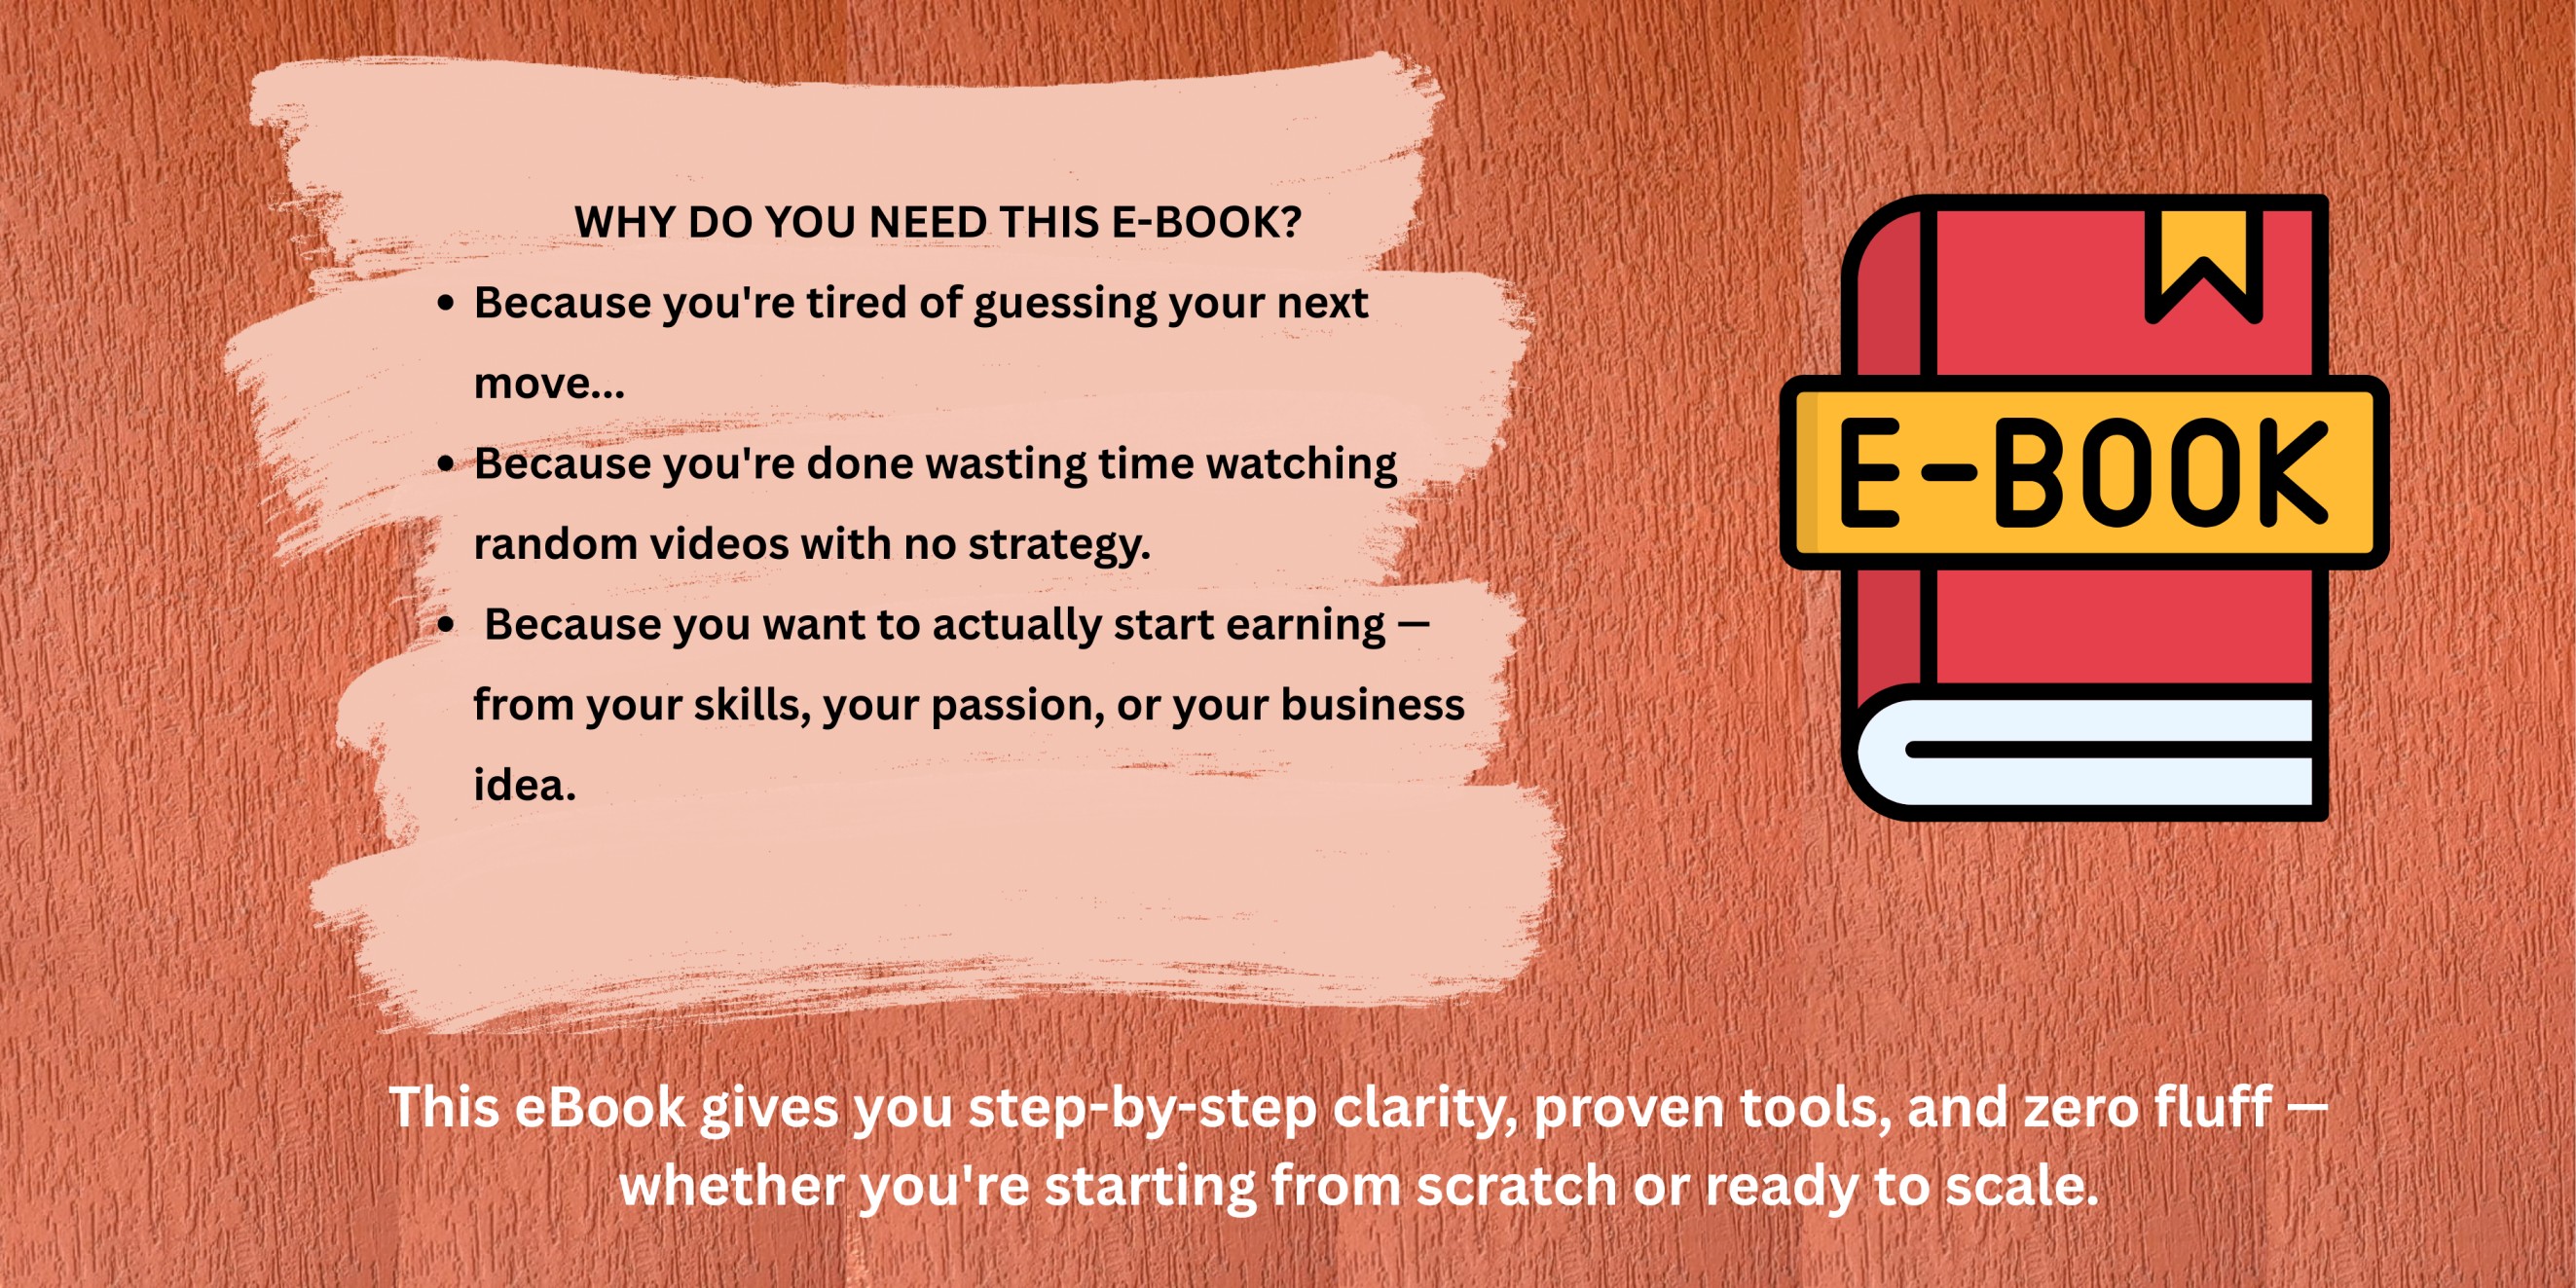 WHY DO YOU NEED THIS E-BOOK?
• Because you're tired of guessing your next
move...
• Because you're done wasting time watching
random videos with no strategy.
• Because you want to actually start earning —
from your skills, your passion, or your business
idea.
E-BOOK
This eBook gives you step-by-step clarity, proven tools, and zero fluff —
whether you're starting from scratch or ready to scale.